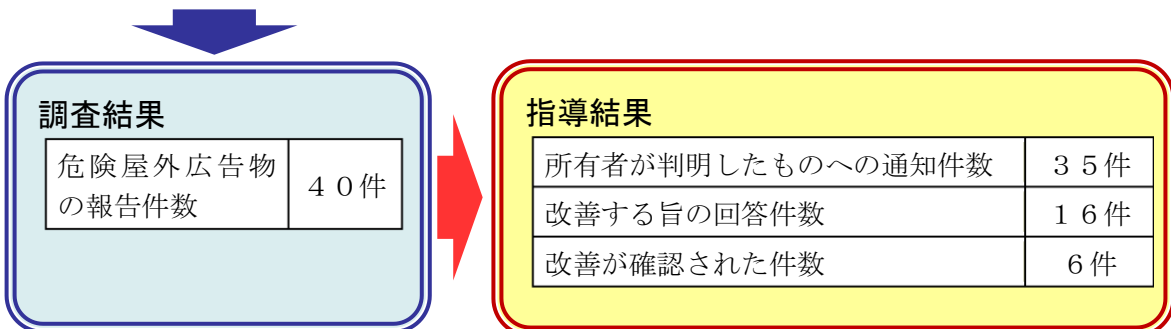 調査結果
危険屋外広告物
の報告件数
４０件
指導結果
所有者が判明したものへの通知件数 ３５件
改善する旨の回答件数 １６件
改善が確認された件数 ６件